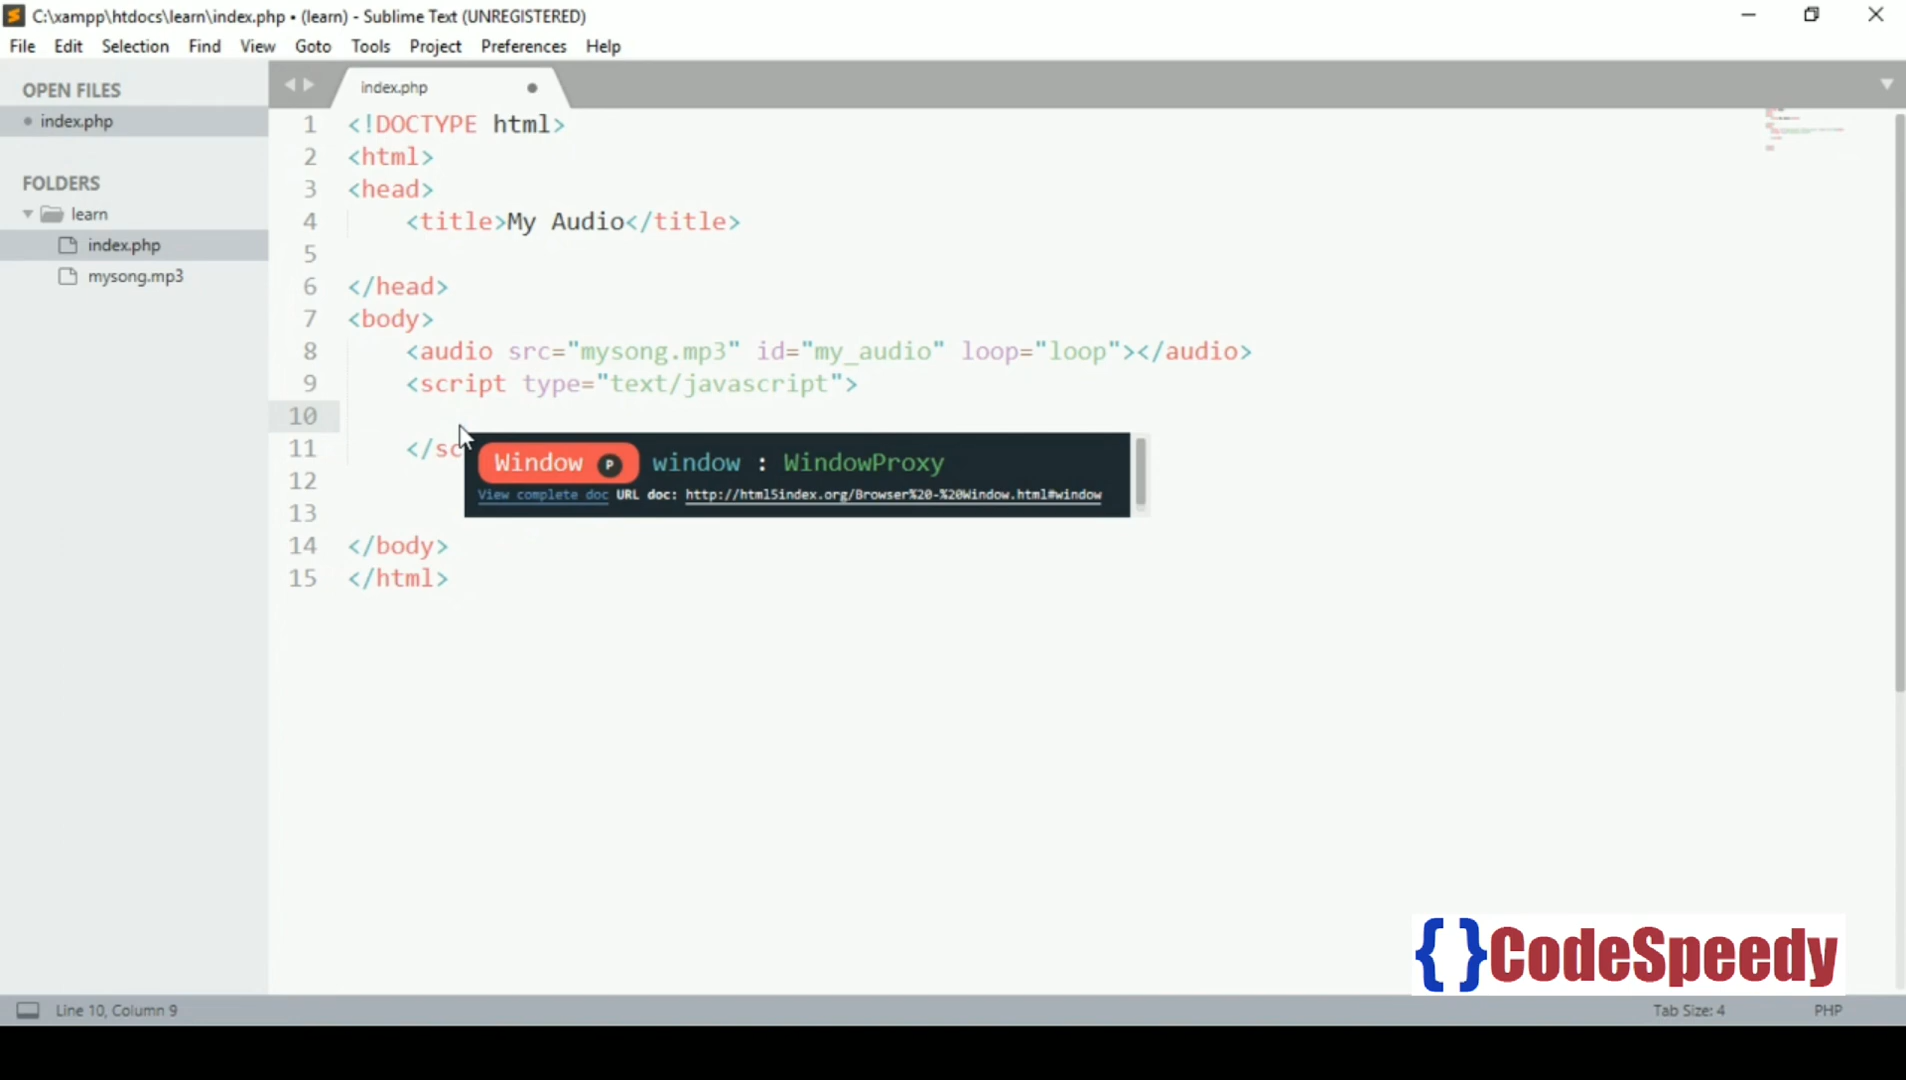 C:\xampp\htdocs\learn\index.php • (learn) - Sublime Text (UNREGISTERED)
File Edit Selection Find View Goto Tools Project Preferences Help
OPEN FILES
index.php
FOLDERS
learn
index.php
mysong.mp3
index.php
1 <!DOCTYPE html>
2 <html>
3 <head>
4 <title>My Audio</title>
5
6 </head>
7 <body>
8 <audio src="mysong.mp3" id="my_audio" loop="loop"></audio>
9 <script type="text/javascript">
10
11 </sc
12
13
14 </body>
15 </html>
Window P window : WindowProxy
View complete doc URL doc: http://html5index.org/Browser%20-%20Window.html#window
{ }CodeSpeedy
Line 10, Column 9
Tab Size: 4
PHP